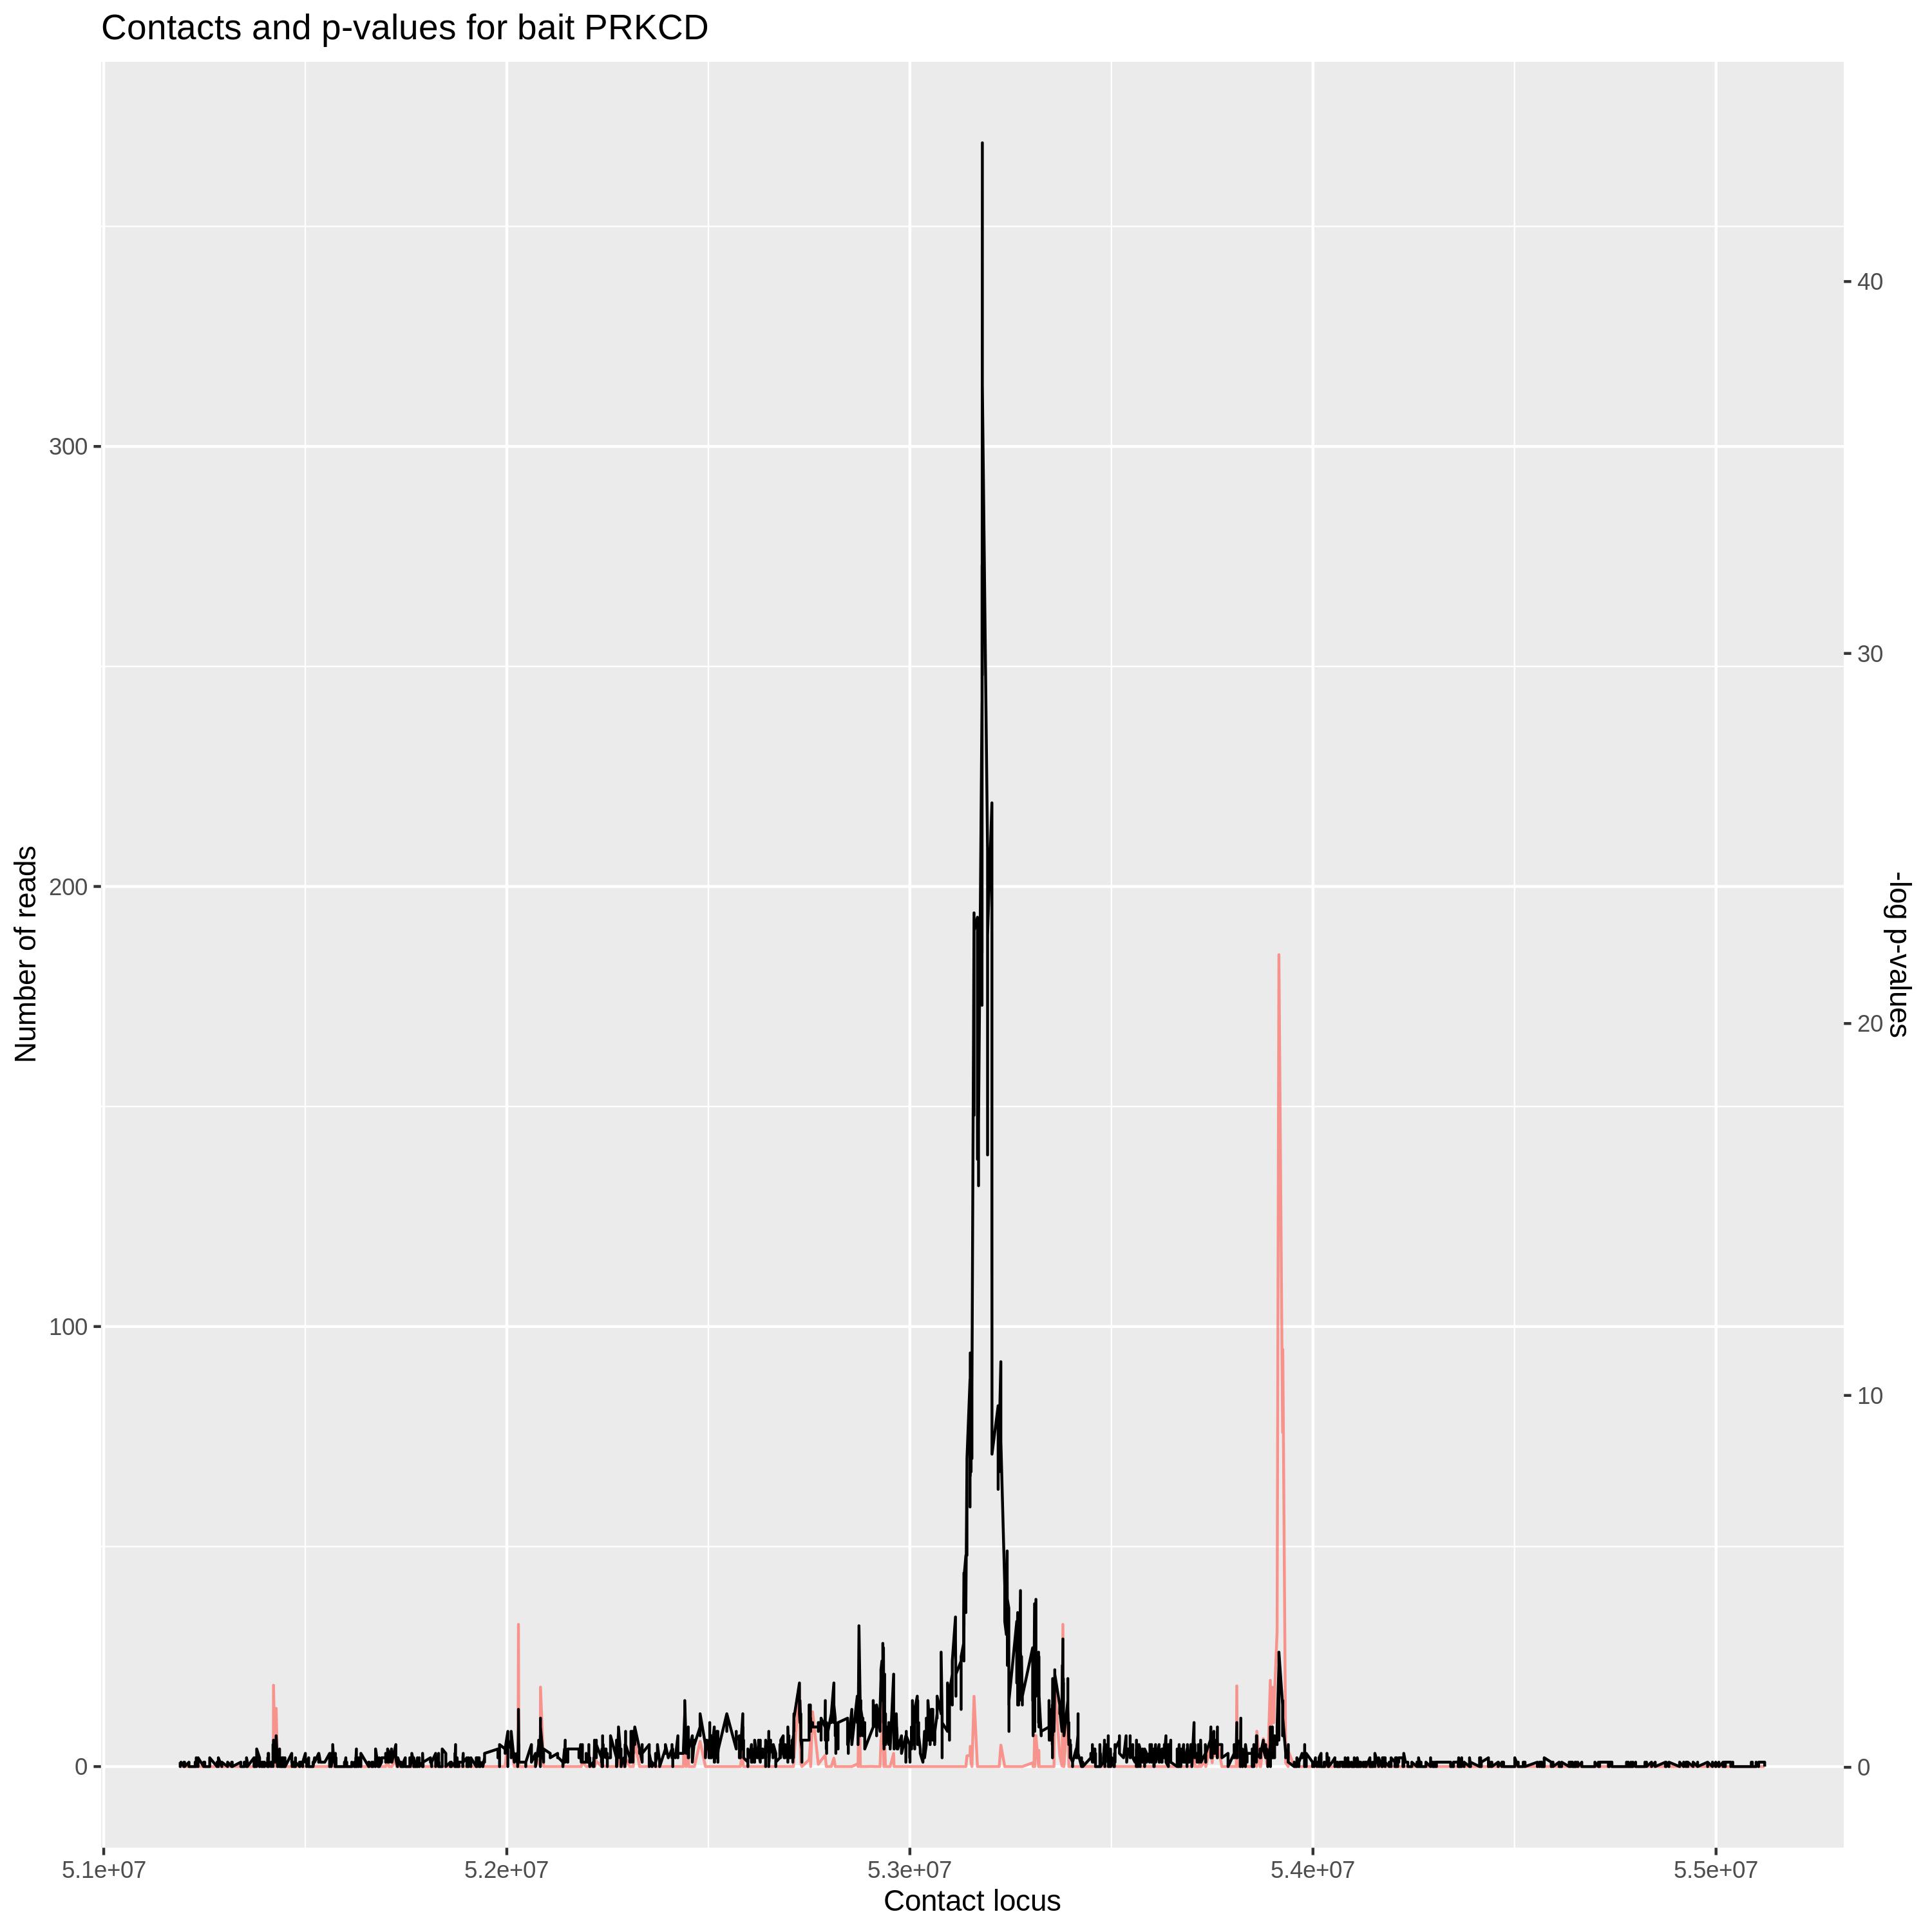 Contacts and p-values for bait PRKCD
Number of reads
300
200
100
0
40
30
20
10
0
-log p-values
5.1e+07 5.2e+07 5.3e+07 5.4e+07 5.5e+07
Contact locus